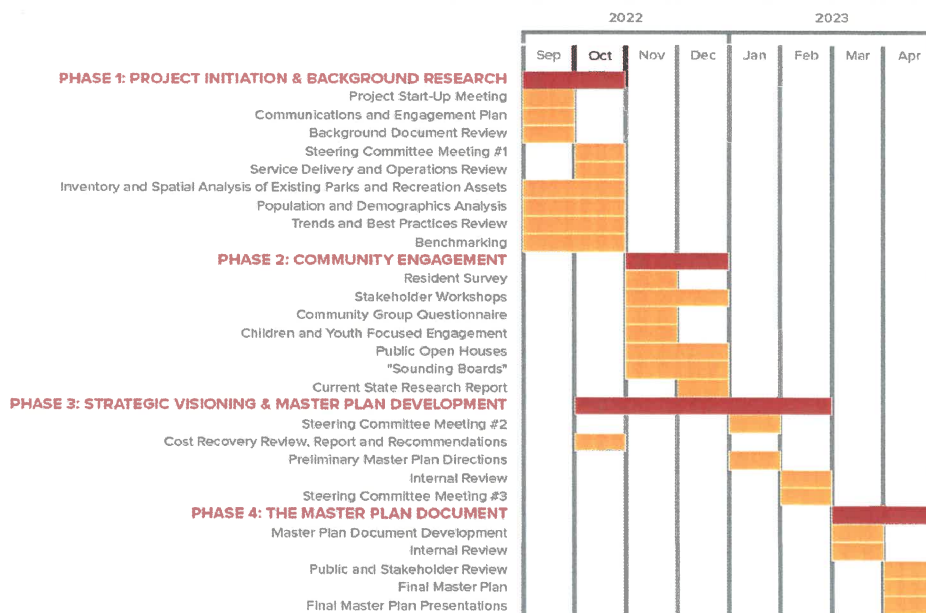 2022 2023
Sep Oct Nov Dec Jan Feb Mar Apr
PHASE 1: PROJECT INITIATION & BACKGROUND RESEARCH
Project Start-Up Meeting
Communications and Engagement Plan
Background Document Review
Steering Committee Meeting #1
Service Delivery and Operations Review
Inventory and Spatial Analysis of Existing Parks and Recreation Assets
Population and Demographics Analysis
Trends and Best Practices Review
Benchmarking
PHASE 2: COMMUNITY ENGAGEMENT
Resident Survey
Stakeholder Workshops
Community Group Questionnaire
Children and Youth Focused Engagement
Public Open Houses
"Sounding Boards"
Current State Research Report
PHASE 3: STRATEGIC VISIONING & MASTER PLAN DEVELOPMENT
Steering Committee Meeting #2
Cost Recovery Review, Report and Recommendations
Preliminary Master Plan Directions
Internal Review
Steering Committee Meeting #3
PHASE 4: THE MASTER PLAN DOCUMENT
Master Plan Document Development
Internal Review
Public and Stakeholder Review
Final Master Plan
Final Master Plan Presentations